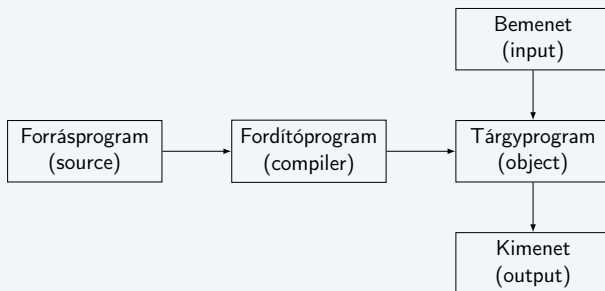 Bemenet
(input)
Forrásprogram
(source)
Fordítóprogram
(compiler)
Tárgyprogram
(object)
Kimenet
(output)